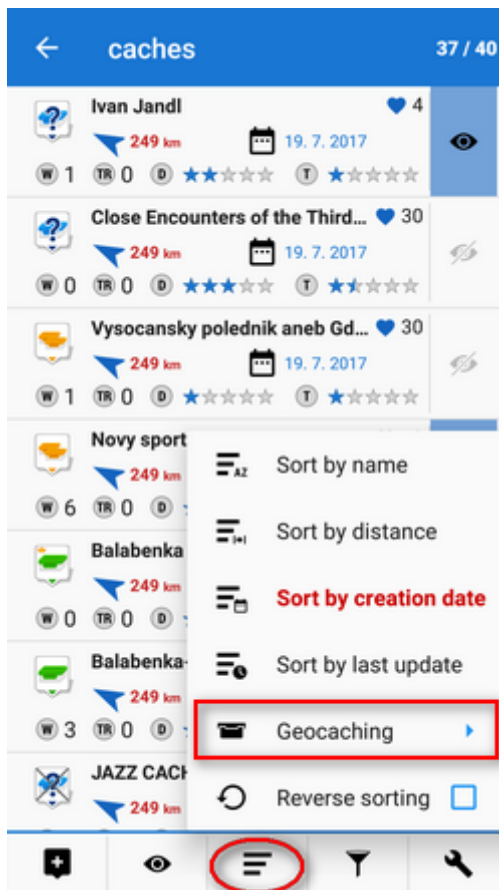 caches 37 / 40
Ivan Jandl 4
249 km 19. 7. 2017
W 1 TR 0 D T
Close Encounters of the Third... 30
249 km 19. 7. 2017
W 0 TR 0 D T
Vysocansky polednik aneb Gd... 30
249 km 19. 7. 2017
W 1 TR 0 D T
Novy sport
249 km
W 6 TR 0 D
Balabenka
249 km
W 0 TR 0 D
Balabenka-
249 km
W 3 TR 0 D
JAZZ CACH
249 km
AZ Sort by name
Sort by distance
Sort by creation date
Sort by last update
Geocaching
Reverse sorting